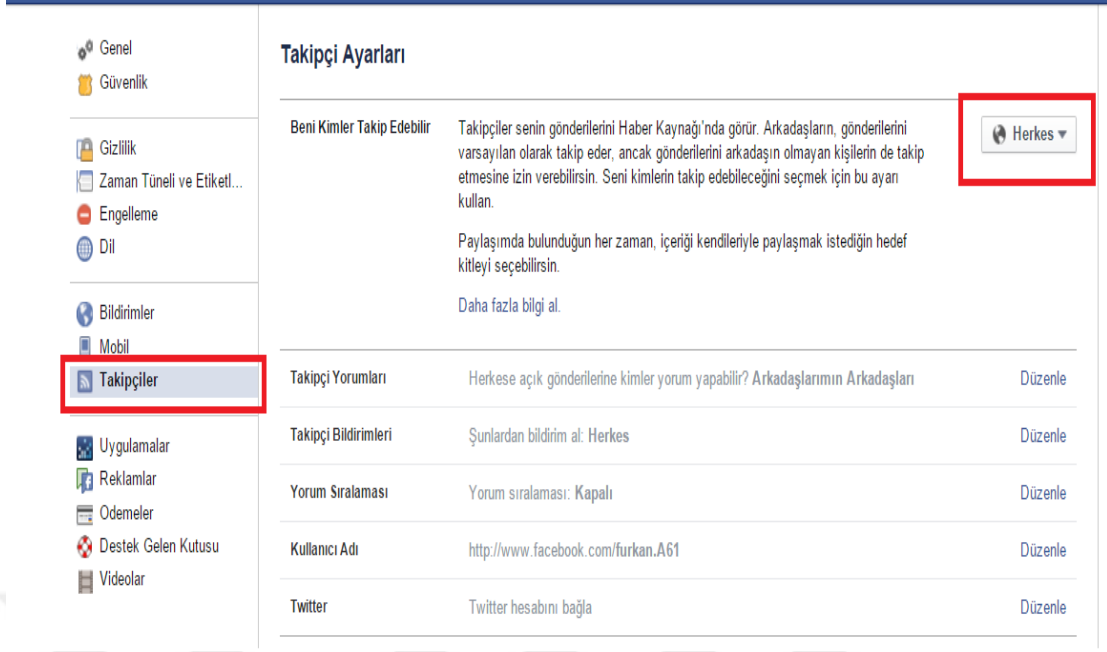 Genel
Güvenlik
Gizlilik
Zaman Tüneli ve Etiketl...
Engelleme
Dil
Bildirimler
Mobil
Takipçiler
Uygulamalar
Reklamlar
Ödemeler
Destek Gelen Kutusu
Videolar
Takipçi Ayarları
Beni Kimler Takip Edebilir
Takipçiler senin gönderilerini Haber Kaynağı'nda görür. Arkadaşların, gönderilerini
varsayılan olarak takip eder, ancak gönderilerini arkadaşın olmayan kişilerin de takip
etmesine izin verebilirsin. Seni kimlerin takip edebileceğini seçmek için bu ayarı
kullan.
Paylaşımda bulunduğun her zaman, içeriği kendileriyle paylaşmak istediğin hedef
kitleyi seçebilirsin.
Daha fazla bilgi al.
Herkes
Takipçi Yorumları Herkese açık gönderilerine kimler yorum yapabilir? Arkadaşlarımın Arkadaşları Düzenle
Takipçi Bildirimleri Şunlardan bildirim al: Herkes Düzenle
Yorum Sıralaması Yorum sıralaması: Kapalı Düzenle
Kullanıcı Adı http://www.facebook.com/furkan.A61 Düzenle
Twitter Twitter hesabını bağla Düzenle